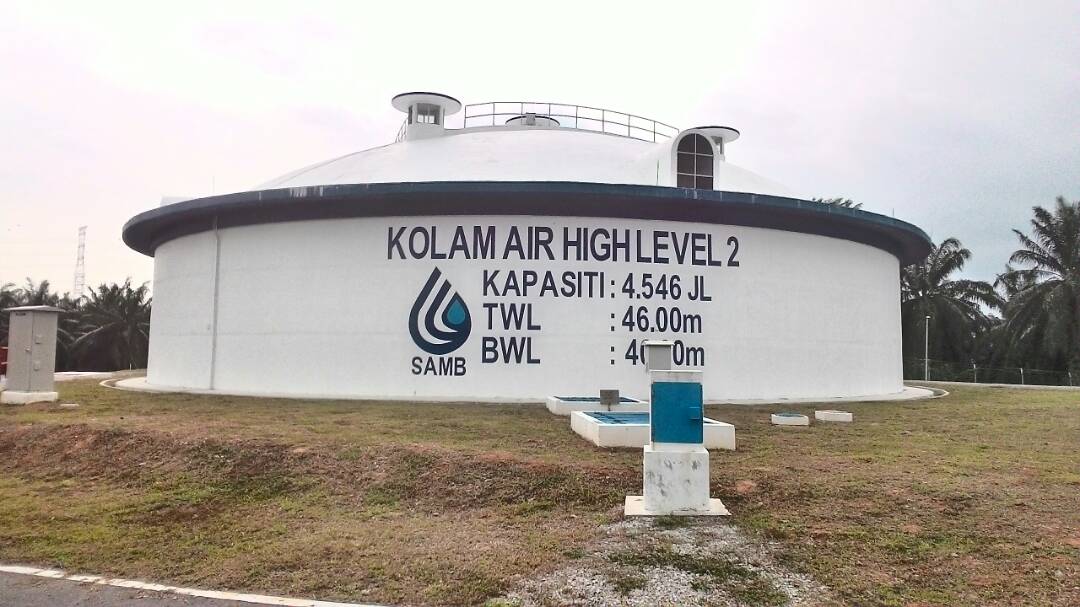 KOLAM AIR HIGH LEVEL 2
KAPASITI : 4.546 JL
TWL : 46.00m
BWL :
SAMB